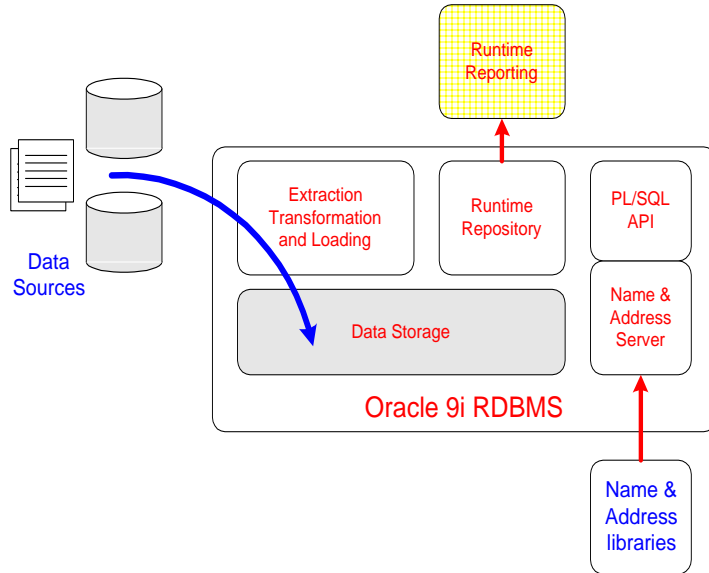 Runtime
Reporting
Extraction
Transformation
and Loading
Runtime
Repository
PL/SQL
API
Data
Sources
Data Storage
Name &
Address
Server
Oracle 9i RDBMS
Name &
Address
libraries